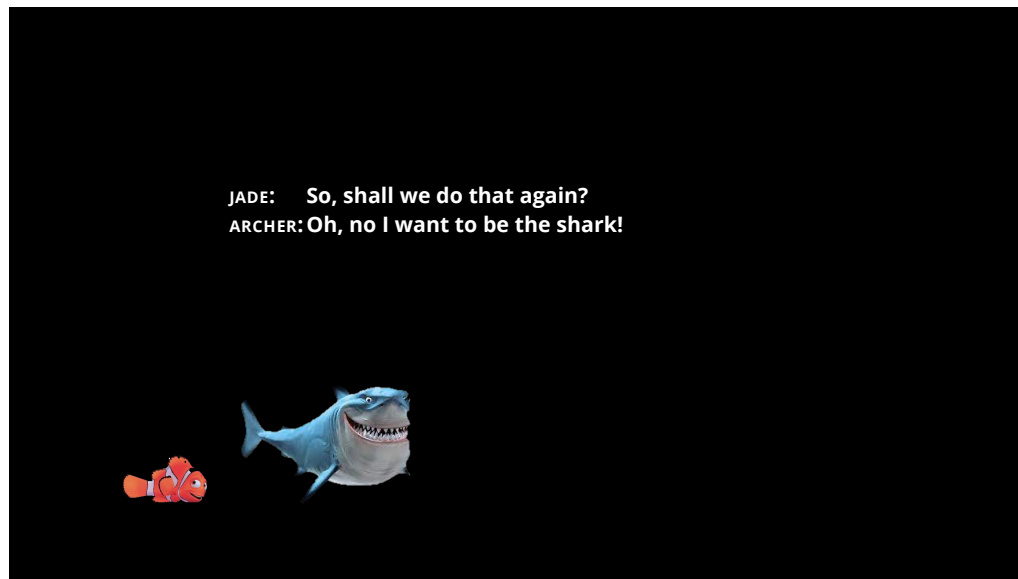 JADE: So, shall we do that again?
ARCHER: Oh, no I want to be the shark!